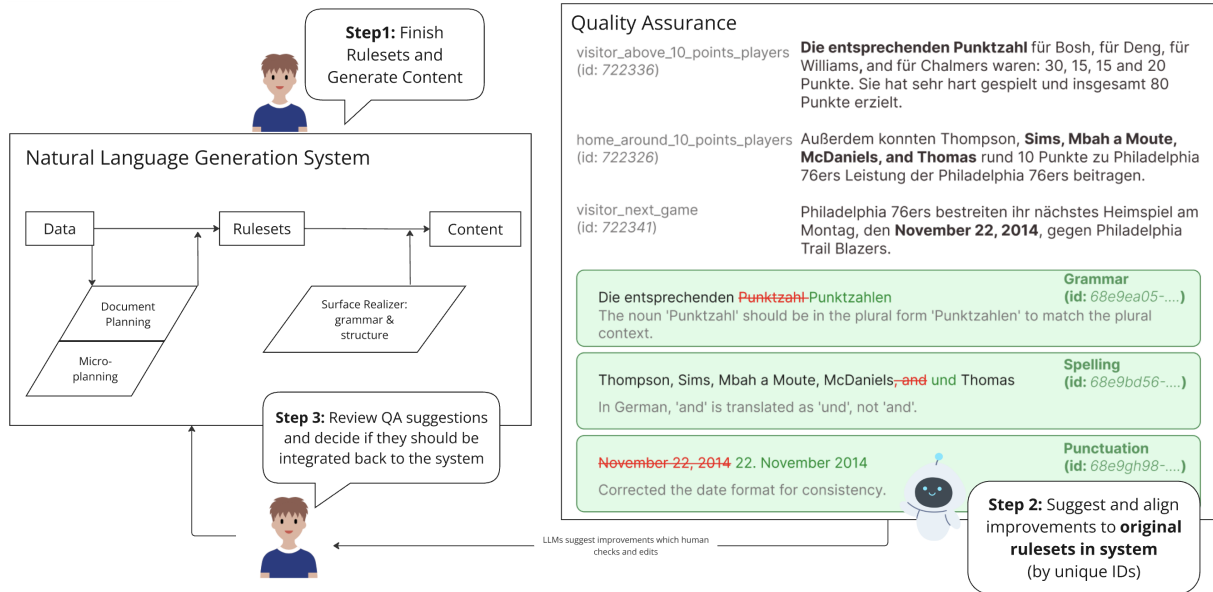 Step1: Finish
Rulesets and
Generate Content
Natural Language Generation System
Data
Rulesets
Content
Document
Planning
Micro-
planning
Surface Realizer:
grammar &
structure
Step 3: Review QA suggestions
and decide if they should be
integrated back to the system
Quality Assurance
visitor_above_10_points_players
(id: 722336)
Die entsprechenden Punktzahl für Bosh, für Deng, für
Williams, and für Chalmers waren: 30, 15, 15 and 20
Punkte. Sie hat sehr hart gespielt und insgesamt 80
Punkte erzielt.
home_around_10_points_players
(id: 722326)
Außerdem konnten Thompson, Sims, Mbah a Moute,
McDaniels, and Thomas rund 10 Punkte zu Philadelphia
76ers Leistung der Philadelphia 76ers beitragen.
visitor_next_game
(id: 722341)
Philadelphia 76ers bestreiten ihr nächstes Heimspiel am
Montag, den November 22, 2014, gegen Philadelphia
Trail Blazers.
Grammar
(id: 68e9ea05-....)
Die entsprechenden Punktzahl Punktzahlen
The noun 'Punktzahl' should be in the plural form 'Punktzahlen' to match the plural
context.
Spelling
(id: 68e9bd56-....)
Thompson, Sims, Mbah a Moute, McDaniels, and und Thomas
In German, 'and' is translated as 'und', not 'and'.
Punctuation
(id: 68e9gh98-....)
November 22, 2014 22. November 2014
Corrected the date format for consistency.
Step 2: Suggest and align
improvements to original
rulesets in system
(by unique IDs)
LLMs suggest improvements which human
checks and edits